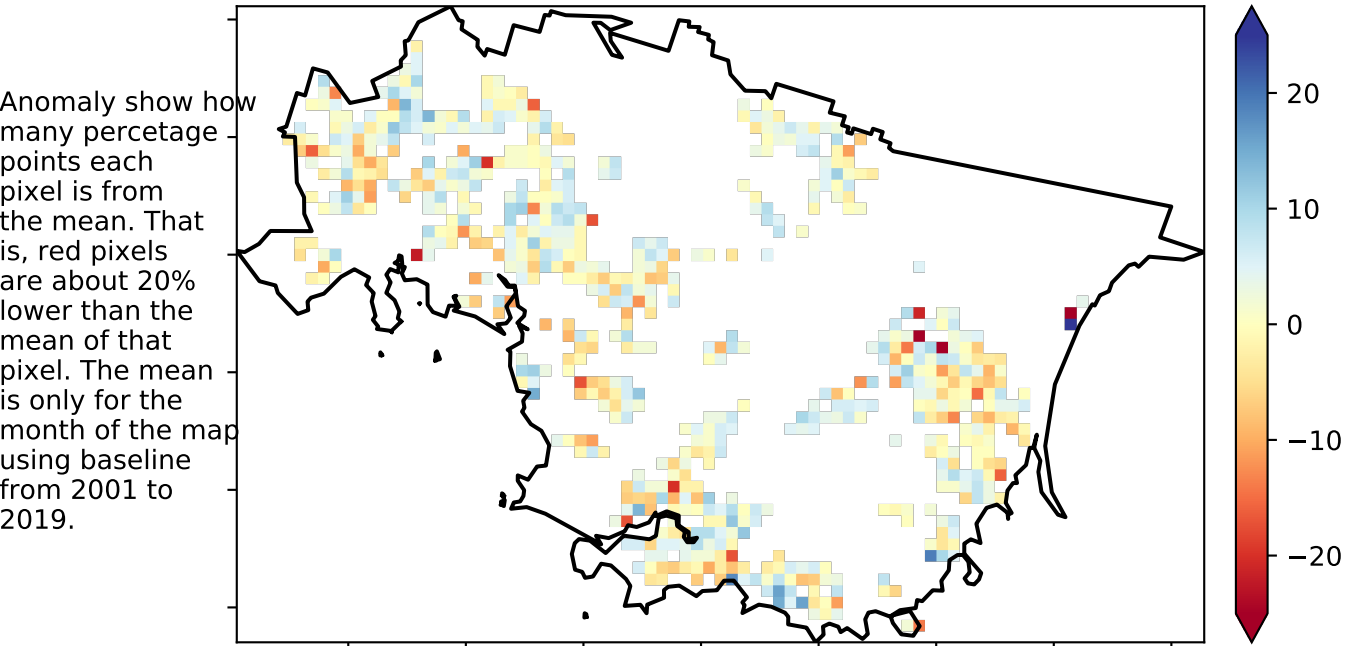 Anomaly show how
many percetage
points each
pixel is from
the mean. That
is, red pixels
are about 20%
lower than the
mean of that
pixel. The mean
is only for the
month of the map
using baseline
from 2001 to
2019.
20
10
0
−10
−20